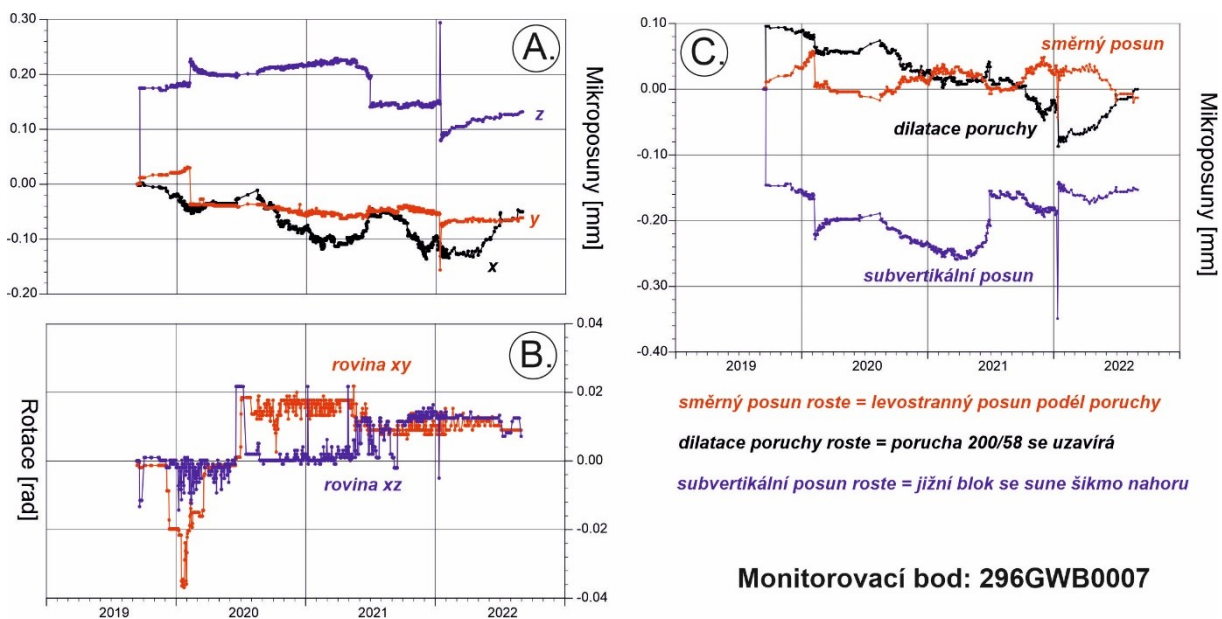 A.
0.30
0.20
0.10
0.00
-0.10
-0.20
Mikroposuny [mm]
z
y
x
B.
0.04
0.02
0.00
-0.02
-0.04
Rotace [rad]
rovina xy
rovina xz
2019
2020
2021
2022
C.
0.10
0.00
-0.10
-0.20
-0.30
-0.40
Mikroposuny [mm]
směrný posun
dilatace poruchy
subvertikální posun
2019
2020
2021
2022
směrný posun roste = levostranný posun podél poruchy
dilatace poruchy roste = porucha 200/58 se uzavírá
subvertikální posun roste = jižní blok se sune šikmo nahoru
Monitorovací bod: 296GWB0007